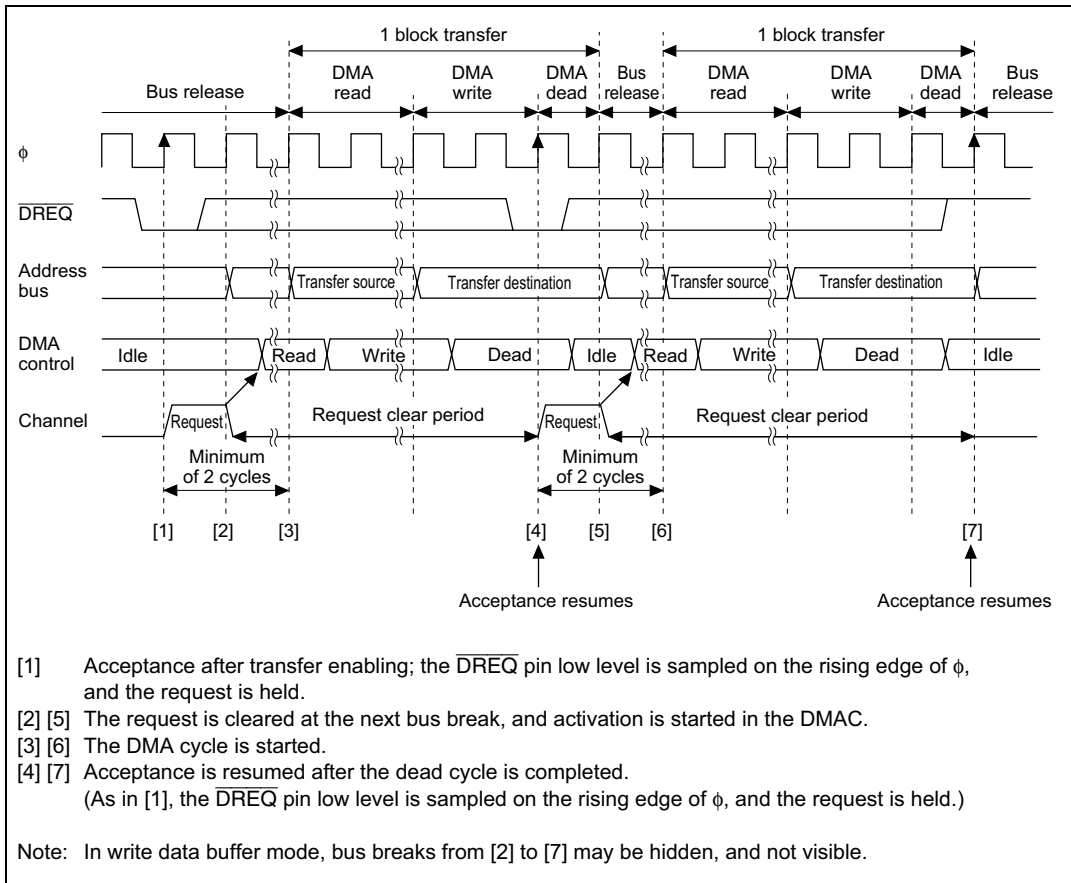 1 block transfer 1 block transfer
DMA read DMA write DMA dead Bus release DMA read DMA write DMA dead Bus release
Bus release
φ
DREQ
Address bus
Transfer source Transfer destination Transfer source Transfer destination
DMA control
Idle Read Write Dead Idle Read Write Dead Idle
Channel
Request Request clear period Request Request clear period
Minimum of 2 cycles Minimum of 2 cycles
[1] [2] [3] [4] [5] [6] [7]
Acceptance resumes Acceptance resumes
[1] Acceptance after transfer enabling; the DREQ pin low level is sampled on the rising edge of φ,
and the request is held.
[2] [5] The request is cleared at the next bus break, and activation is started in the DMAC.
[3] [6] The DMA cycle is started.
[4] [7] Acceptance is resumed after the dead cycle is completed.
(As in [1], the DREQ pin low level is sampled on the rising edge of φ, and the request is held.)
Note: In write data buffer mode, bus breaks from [2] to [7] may be hidden, and not visible.